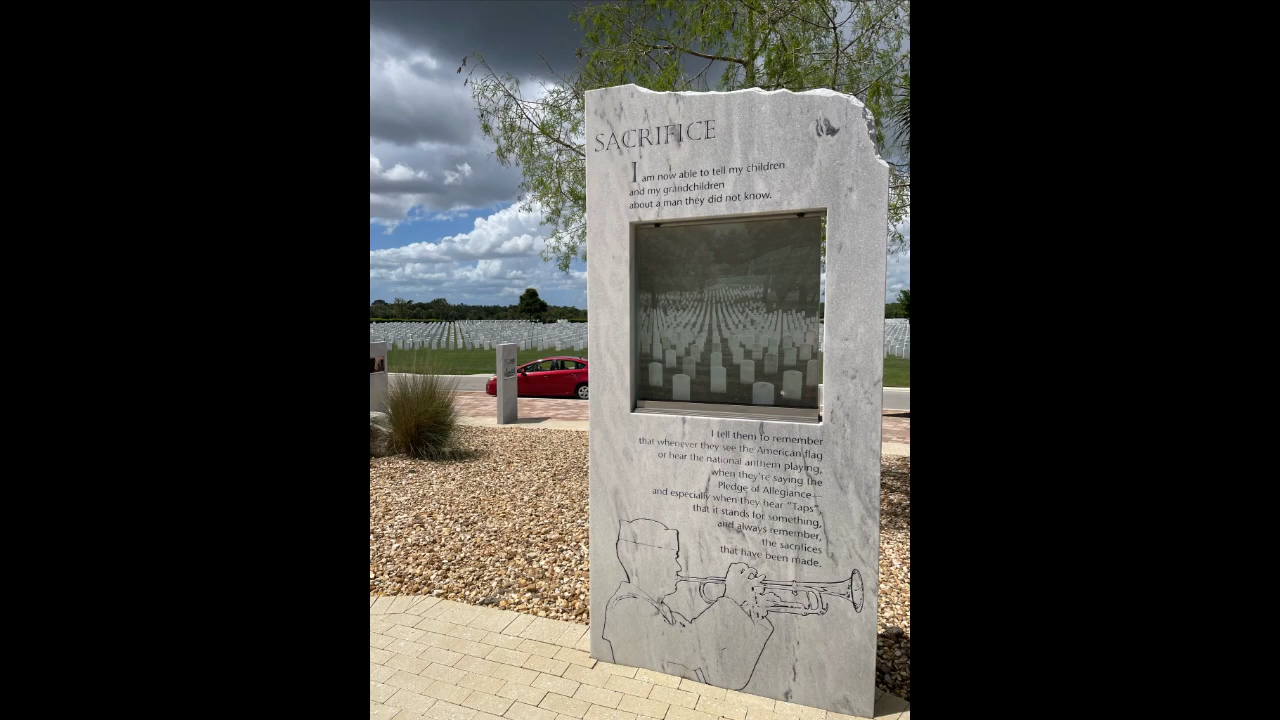 SACRIFICE
I am now able to tell my children
and my grandchildren
about a man they did not know.
I tell them to remember
that whenever they see the American flag
or hear the national anthem playing,
when they're saying the
Pledge of Allegiance—
and especially when they hear "Taps",
that it stands for something,
and always remember,
the sacrifices
that have been made.